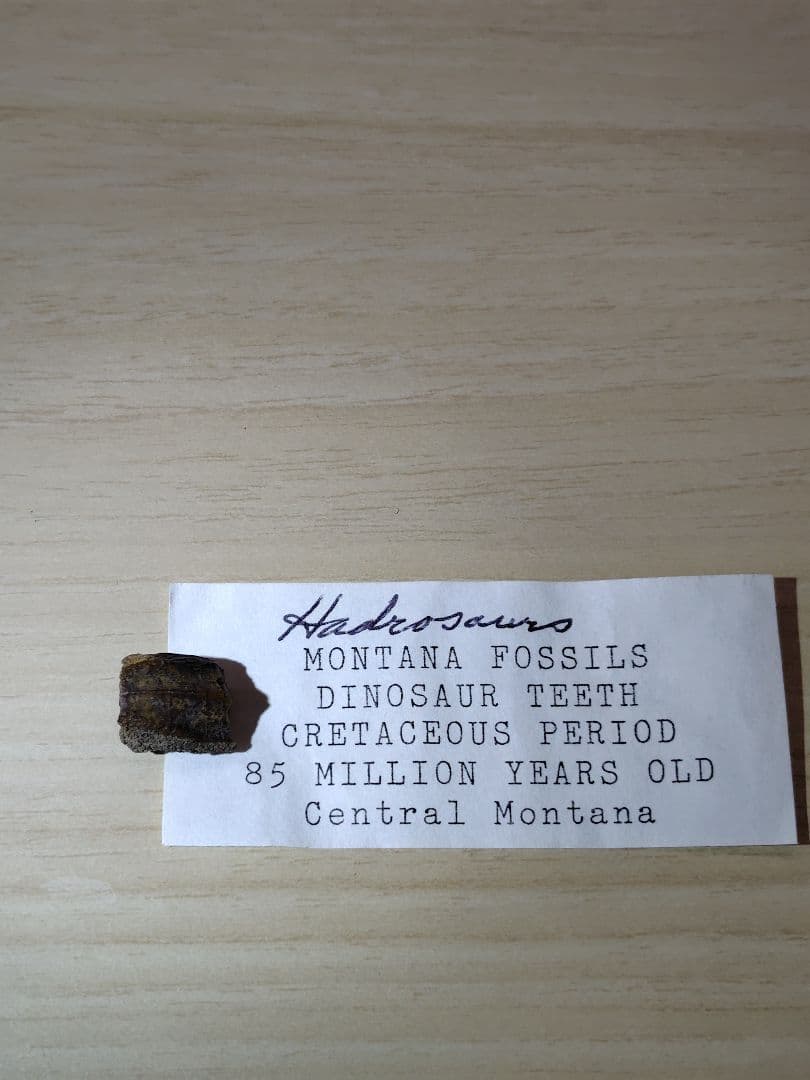 Hadrosaurs
MONTANA FOSSILS
DINOSAUR TEETH
CRETACEOUS PERIOD
85 MILLION YEARS OLD
Central Montana